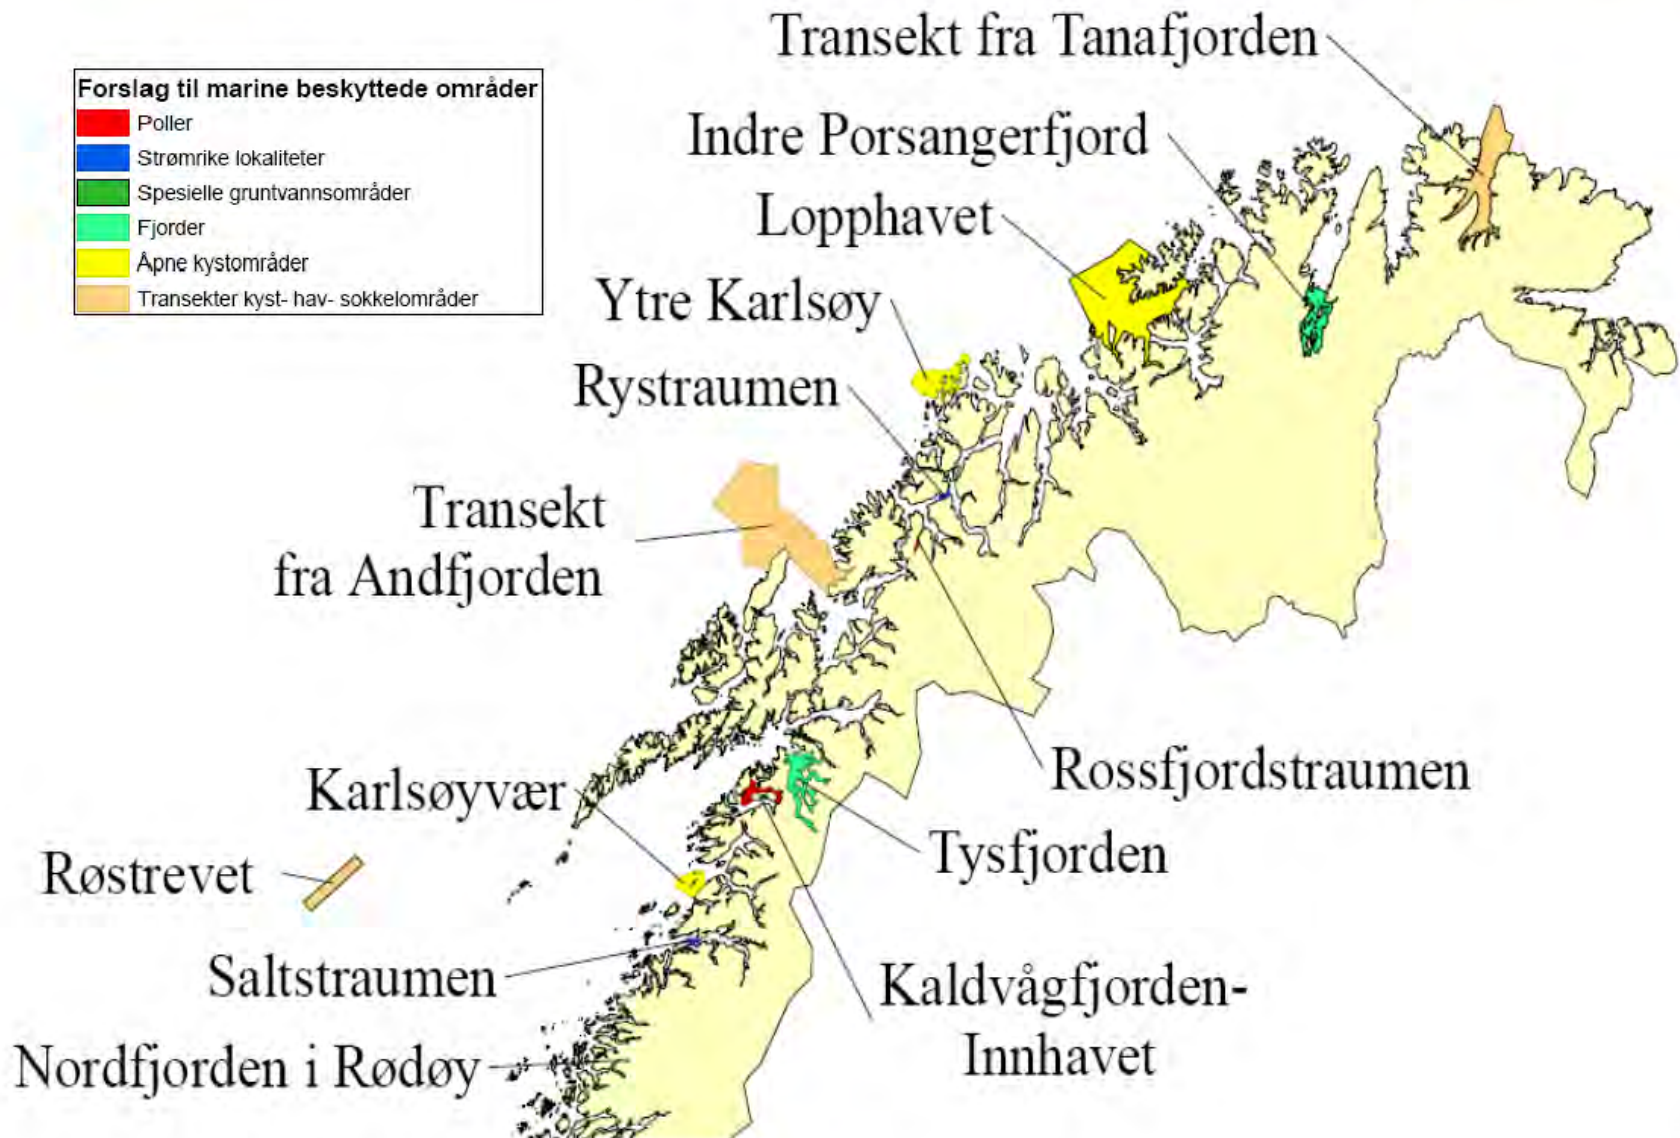 Transekt fra Tanafjorden
Forslag til marine beskyttede områder
Poller
Strømrike lokaliteter
Spesielle gruntvannsområder
Fjorder
Åpne kystområder
Transekter kyst- hav- sokkelområder
Indre Porsangerfjord
Lopphavet
Ytre Karlsøy
Rystraumen
Transekt
fra Andfjorden
Rossfjordstraumen
Karlsøyvær
Tysfjorden
Røstrevet
Saltstraumen
Kaldvågfjorden-
Innhavet
Nordfjorden i Rødøy